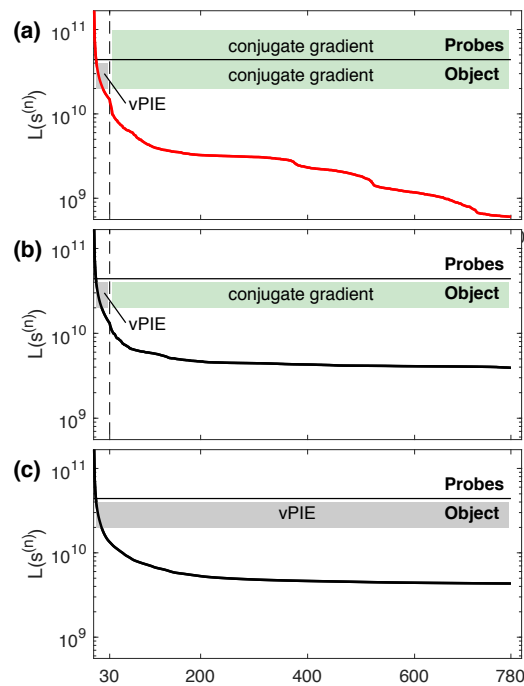 (a)
10^11
conjugate gradient Probes
conjugate gradient Object
vPIE
10^10
L(s^(n))
10^9
(b)
10^11
Probes
conjugate gradient Object
vPIE
10^10
L(s^(n))
10^9
(c)
10^11
Probes
vPIE Object
10^10
L(s^(n))
10^9
30 200 400 600 780